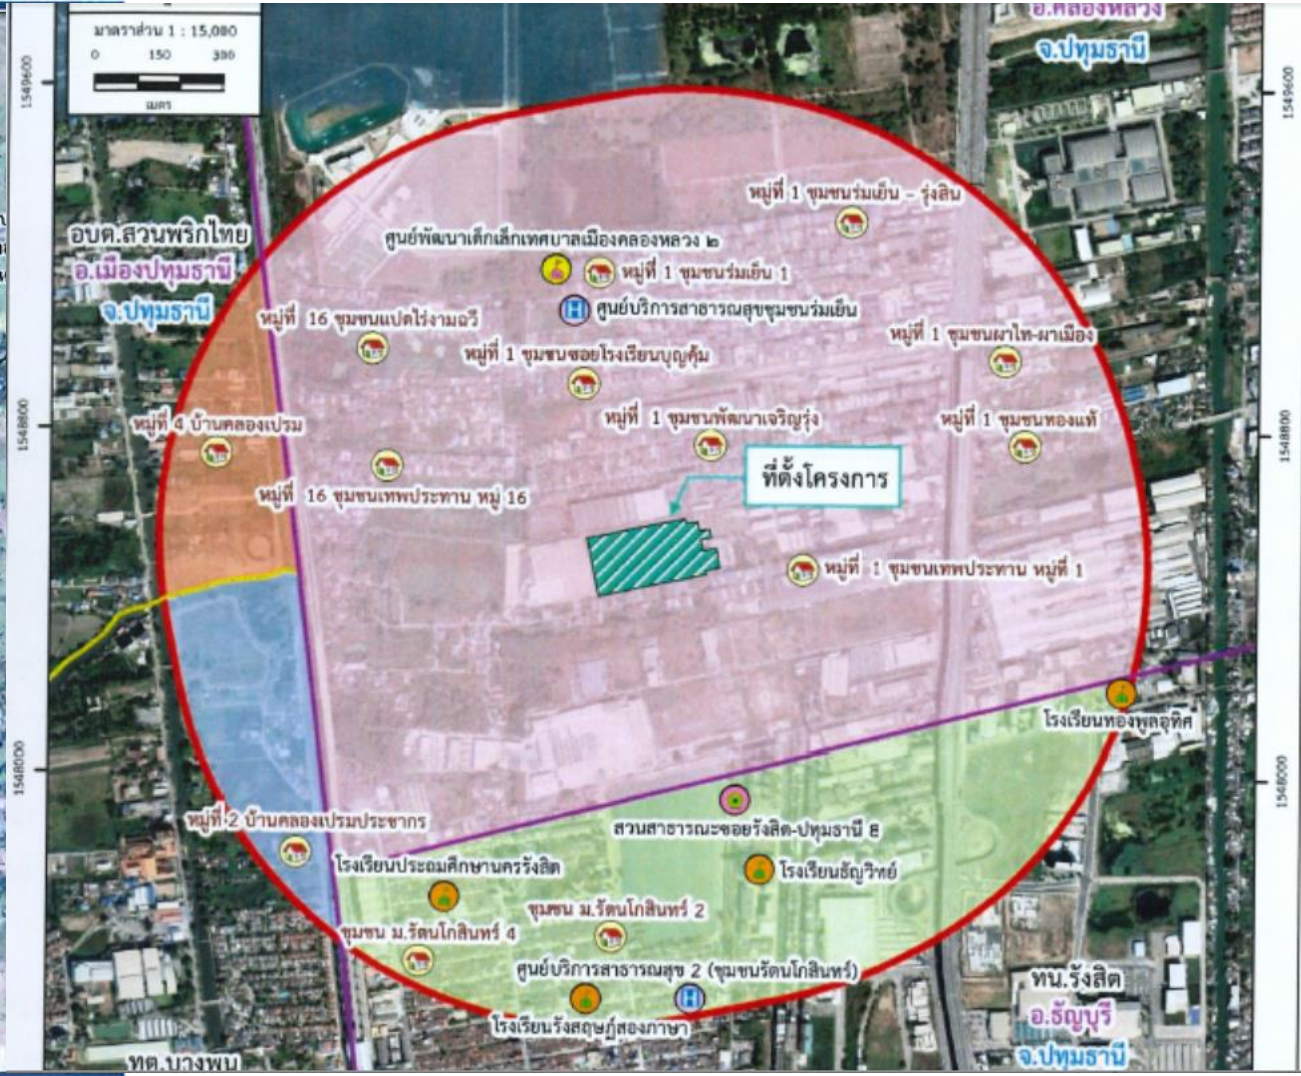 มาตราส่วน 1 : 15,000
0 150 300
เมตร
อ.คลองหลวง
จ.ปทุมธานี
1549600
1549600
หมู่ที่ 1 ชุมชนร่มเย็น - รุ่งสิน
อบต.สวนพริกไทย
อ.เมืองปทุมธานี
จ.ปทุมธานี
ศูนย์พัฒนาเด็กเล็กเทศบาลเมืองคลองหลวง ๒
หมู่ที่ 1 ชุมชนร่มเย็น 1
ศูนย์บริการสาธารณสุขชุมชนร่มเย็น
หมู่ที่ 16 ชุมชนแปดไร่งามฉวี
หมู่ที่ 1 ชุมชนซอยโรงเรียนบุญคุ้ม
หมู่ที่ 1 ชุมชนผาไท-ผาเมือง
หมู่ที่ 4 บ้านคลองเปรม
หมู่ที่ 1 ชุมชนพัฒนาเจริญรุ่ง
หมู่ที่ 1 ชุมชนทองแท้
1548800
1548800
ที่ตั้งโครงการ
หมู่ที่ 16 ชุมชนเทพประทาน หมู่ 16
หมู่ที่ 1 ชุมชนเทพประทาน หมู่ที่ 1
โรงเรียนทองพูลอุทิศ
1548000
1548000
หมู่ที่ 2 บ้านคลองเปรมประชากร
สวนสาธารณะซอยรังสิต-ปทุมธานี 8
โรงเรียนประถมศึกษานครรังสิต
โรงเรียนธัญวิทย์
ชุมชน ม.รัตนโกสินทร์ 2
ชุมชน ม.รัตนโกสินทร์ 4
ศูนย์บริการสาธารณสุข 2 (ชุมชนรัตนโกสินทร์)
โรงเรียนรังสฤษฎ์สองภาษา
ทน.รังสิต
อ.ธัญบุรี
จ.ปทุมธานี
ทต.บางพูน